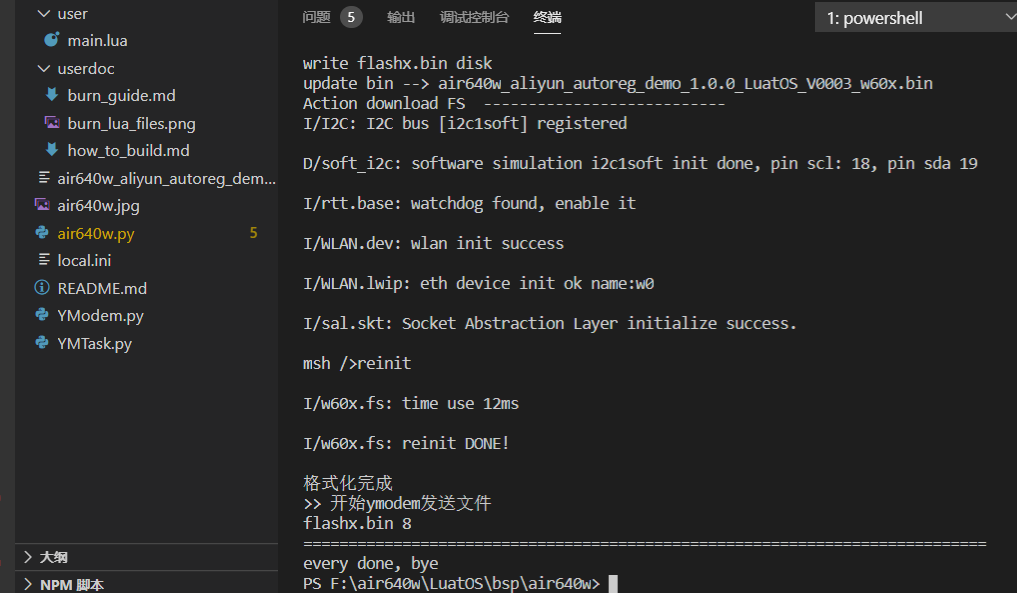 user
main.lua
userdoc
burn_guide.md
burn_lua_files.png
how_to_build.md
air640w_aliyun_autoreg_dem...
air640w.jpg
air640w.py 5
local.ini
README.md
YModem.py
YMTask.py
大纲
NPM 脚本
问题 5 输出 调试控制台 终端
1: powershell
write flashx.bin disk
update bin --> air640w_aliyun_autoreg_demo_1.0.0_LuatOS_V0003_w60x.bin
Action download FS ---------------------------
I/I2C: I2C bus [i2c1soft] registered
D/soft_i2c: software simulation i2c1soft init done, pin scl: 18, pin sda 19
I/rtt.base: watchdog found, enable it
I/WLAN.dev: wlan init success
I/WLAN.lwip: eth device init ok name:w0
I/sal.skt: Socket Abstraction Layer initialize success.
msh />reinit
I/w60x.fs: time use 12ms
I/w60x.fs: reinit DONE!
格式化完成
>> 开始ymodem发送文件
flashx.bin 8
============================================================================
every done, bye
PS F:\air640w\LuatOS\bsp\air640w>